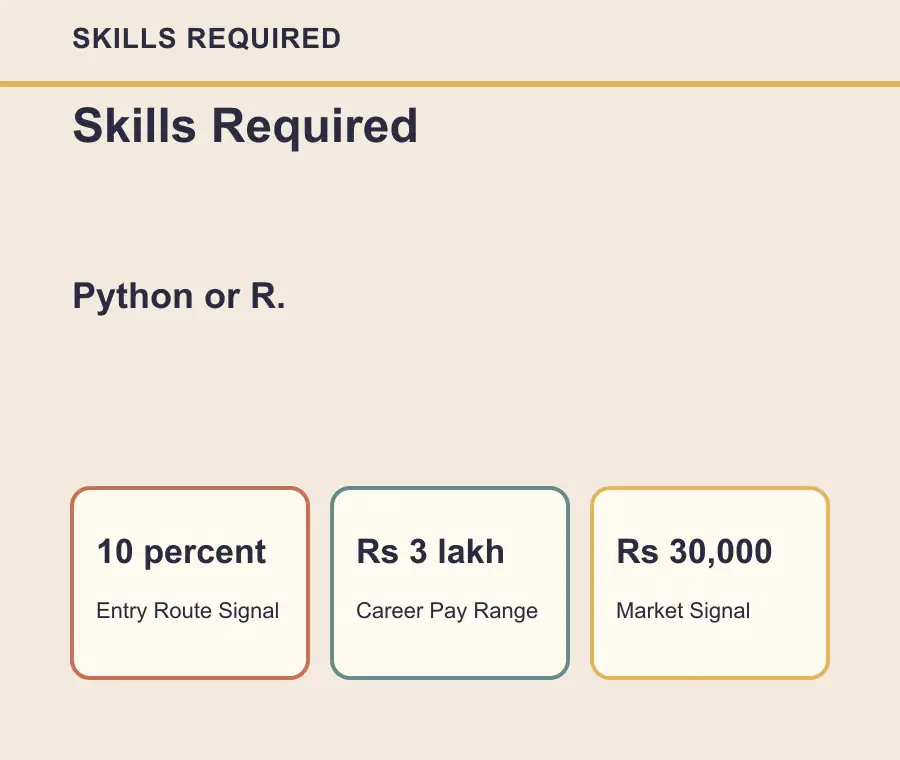 SKILLS REQUIRED
Skills Required
Python or R.
10 percent
Entry Route Signal
Rs 3 lakh
Career Pay Range
Rs 30,000
Market Signal